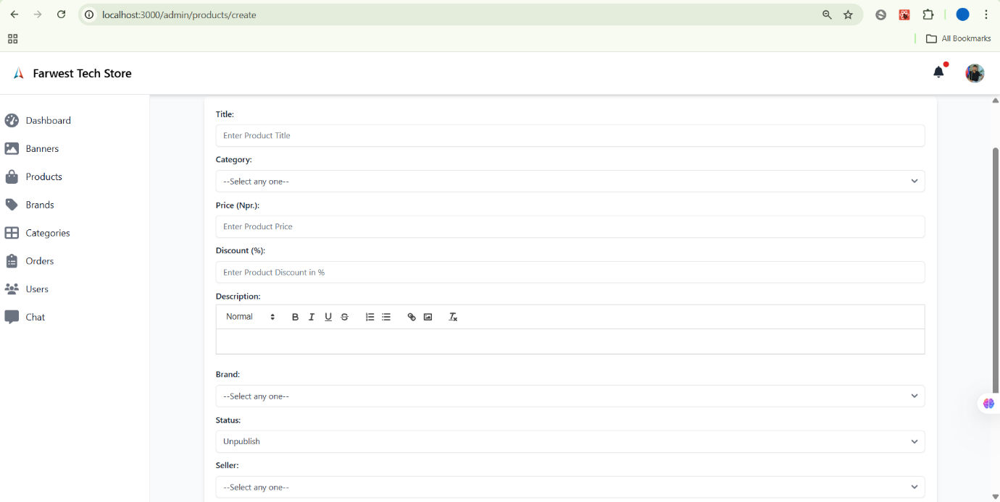 localhost:3000/admin/products/create
All Bookmarks
Farwest Tech Store
Dashboard
Banners
Products
Brands
Categories
Orders
Users
Chat
Title:
Enter Product Title
Category:
--Select any one--
Price (Npr.):
Enter Product Price
Discount (%):
Enter Product Discount in %
Description:
Normal
Brand:
--Select any one--
Status:
Unpublish
Seller:
--Select any one--